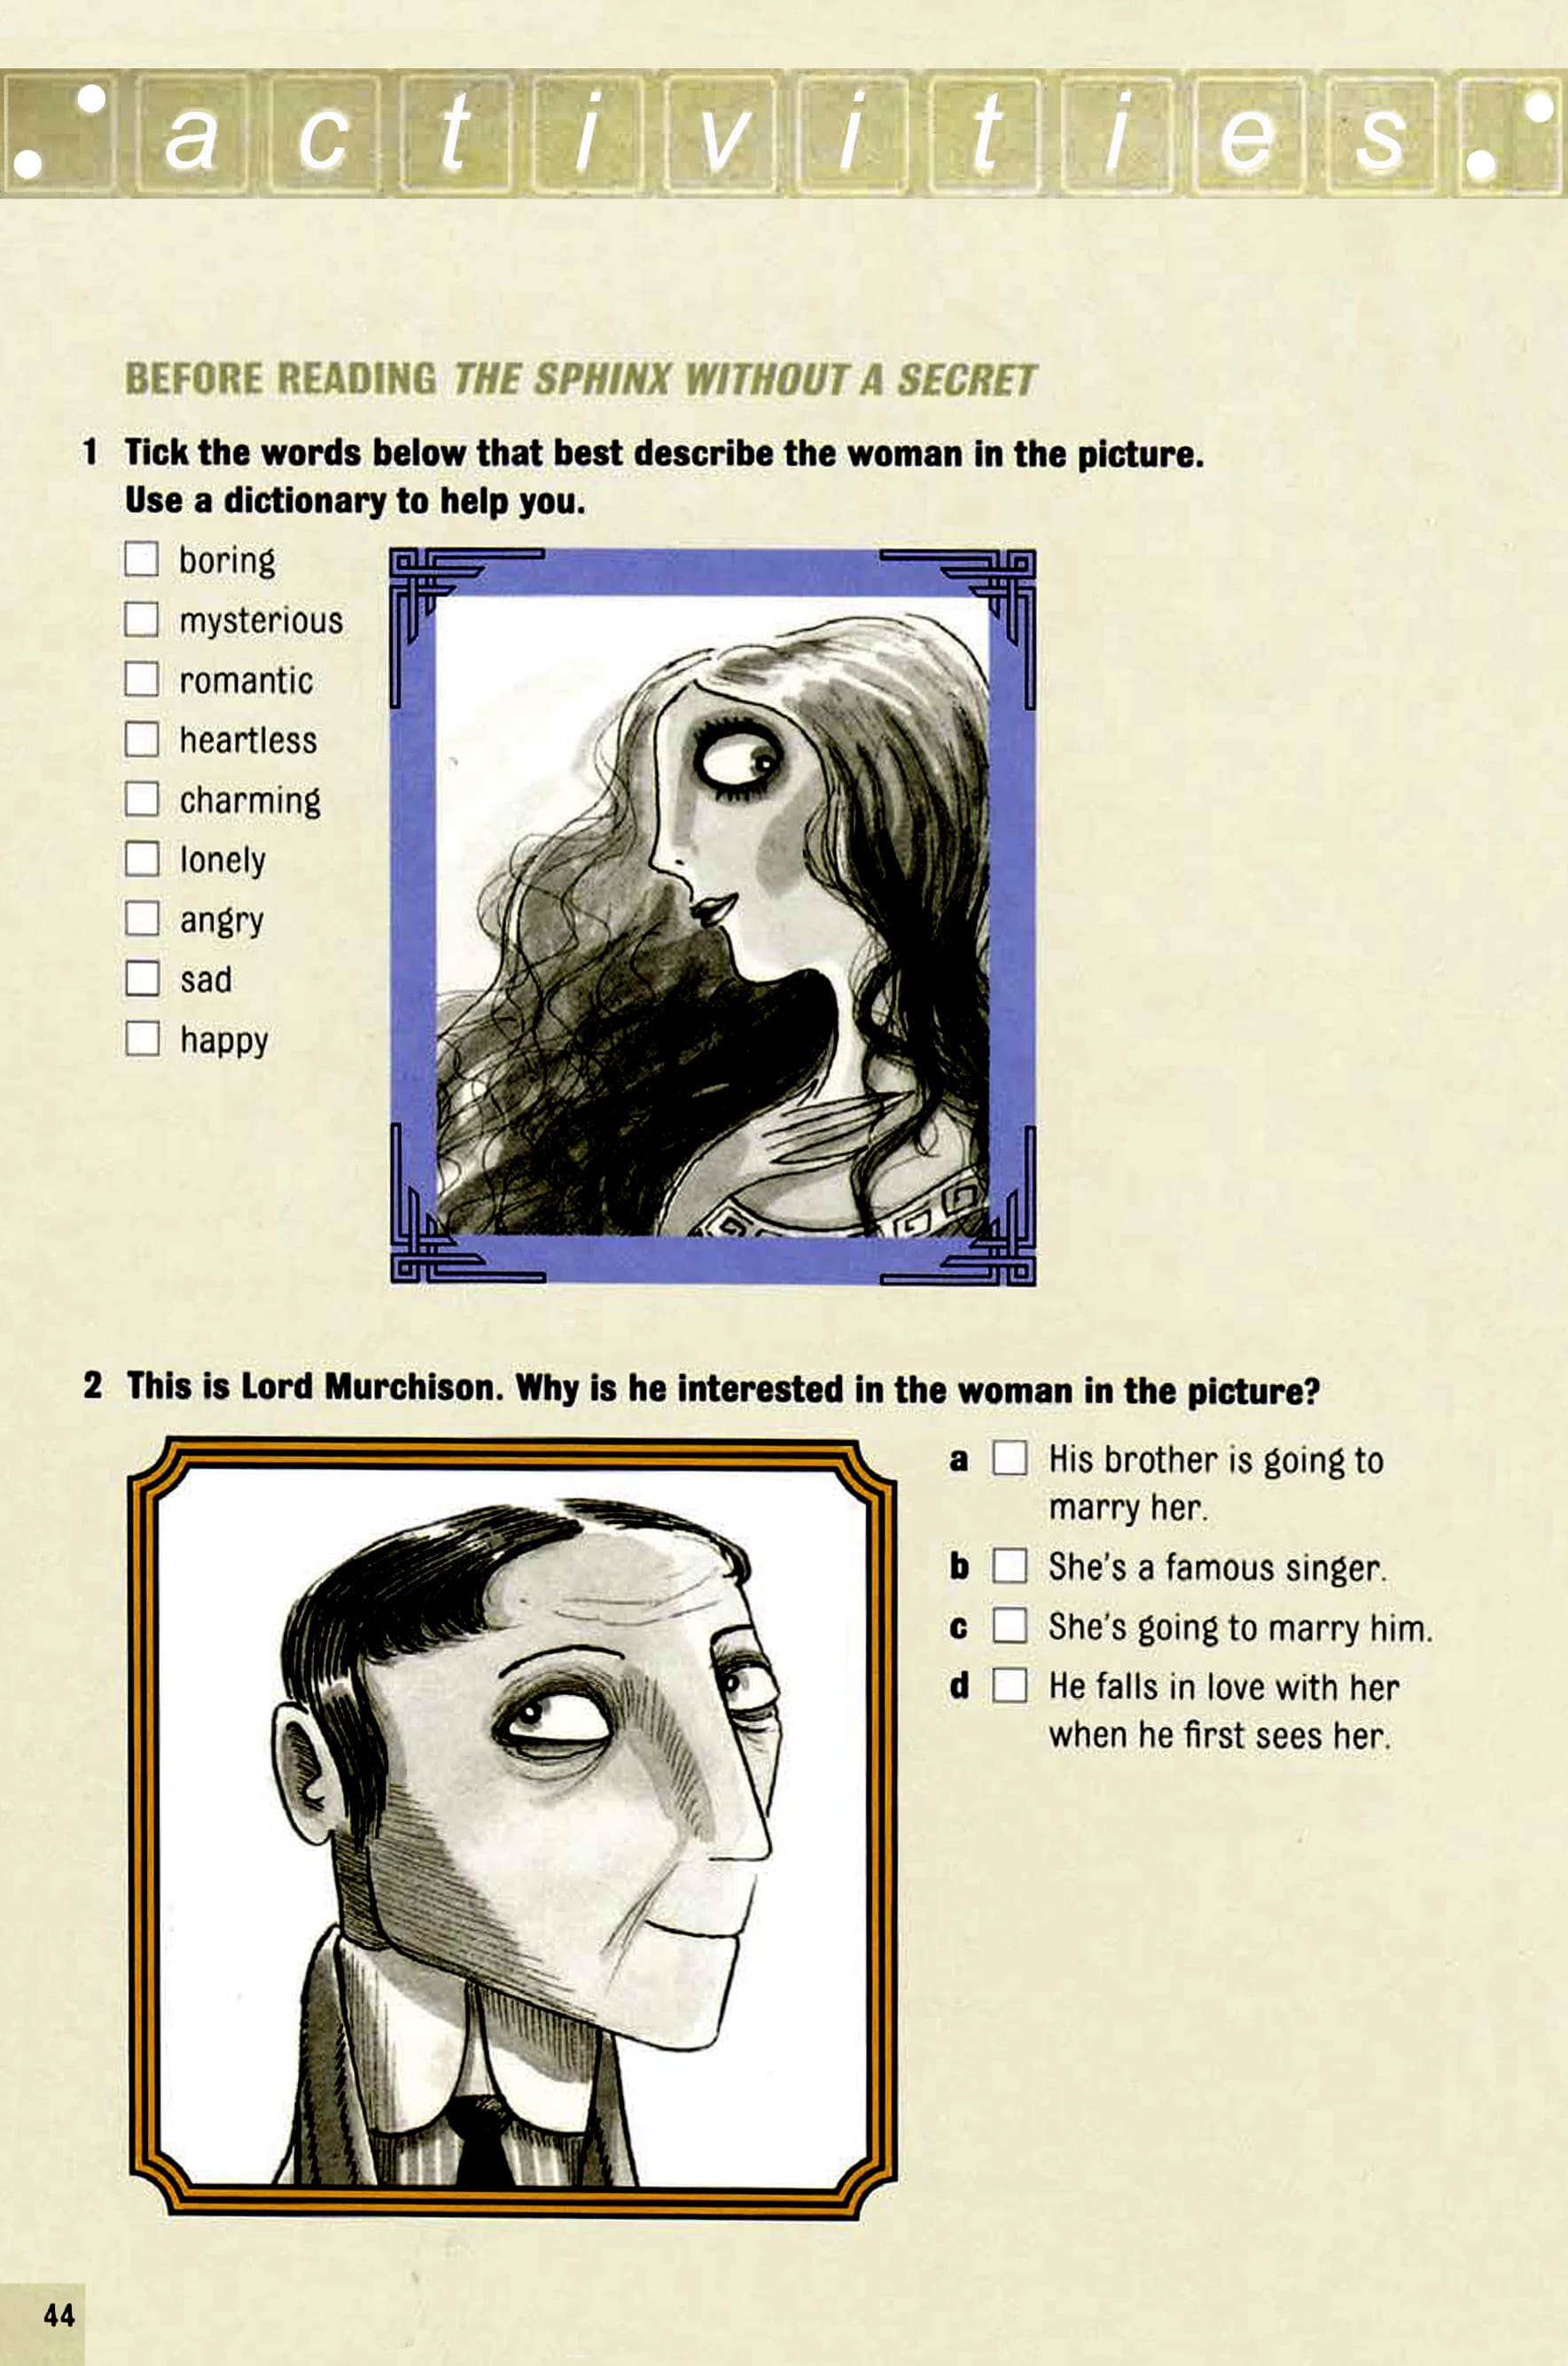 activities
BEFORE READING THE SPHINX WITHOUT A SECRET
1 Tick the words below that best describe the woman in the picture.
Use a dictionary to help you.
boring
mysterious
romantic
heartless
charming
lonely
angry
sad
happy
2 This is Lord Murchison. Why is he interested in the woman in the picture?
a His brother is going to
marry her.
b She's a famous singer.
c She's going to marry him.
d He falls in love with her
when he first sees her.
44